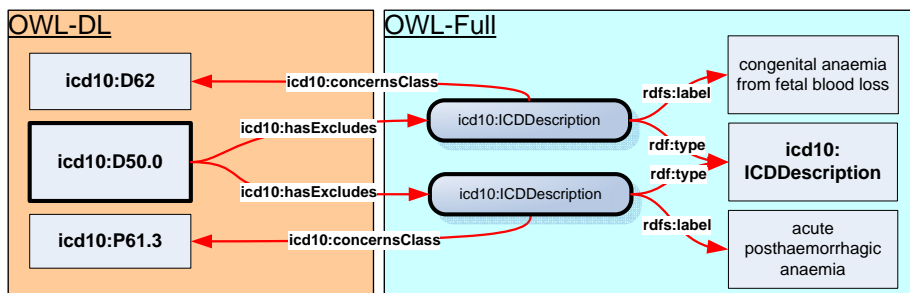 OWL-DL
icd10:D62
icd10:D50.0
icd10:P61.3
icd10:concernsClass
icd10:hasExcludes
icd10:hasExcludes
icd10:concernsClass
OWL-Full
icd10:ICDDescription
icd10:ICDDescription
rdfs:label
rdf:type
rdf:type
rdfs:label
congenital anaemia
from fetal blood loss
icd10:
ICDDescription
acute
posthaemorrhagic
anaemia